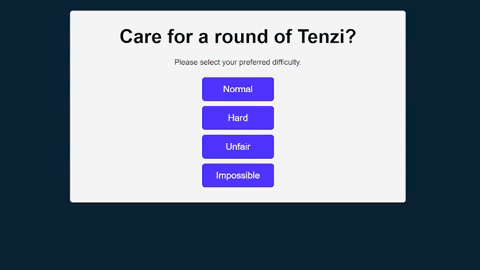 Care for a round of Tenzi?
Please select your preferred difficulty.
Normal
Hard
Unfair
Impossible